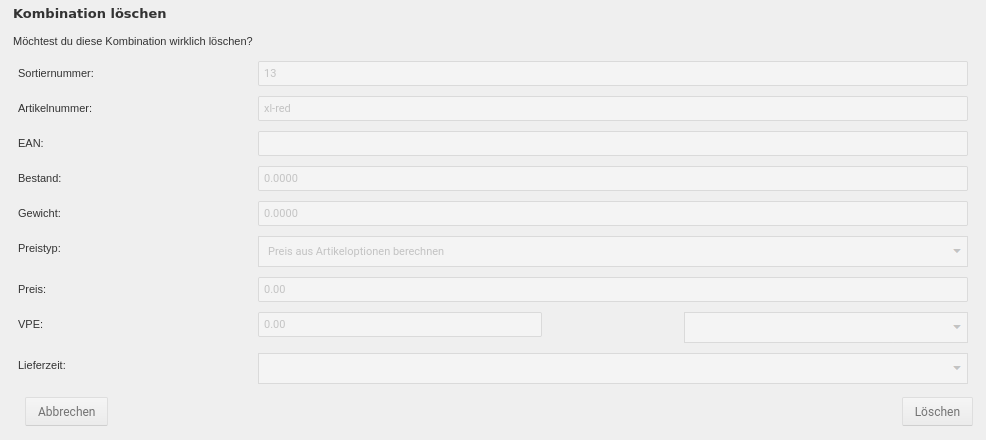 Kombination löschen
Möchtest du diese Kombination wirklich löschen?
Sortiernummer: 13
Artikelnummer: xl-red
EAN:
Bestand: 0.0000
Gewicht: 0.0000
Preistyp: Preis aus Artikeloptionen berechnen
Preis: 0.00
VPE: 0.00
Lieferzeit:
Abbrechen Löschen